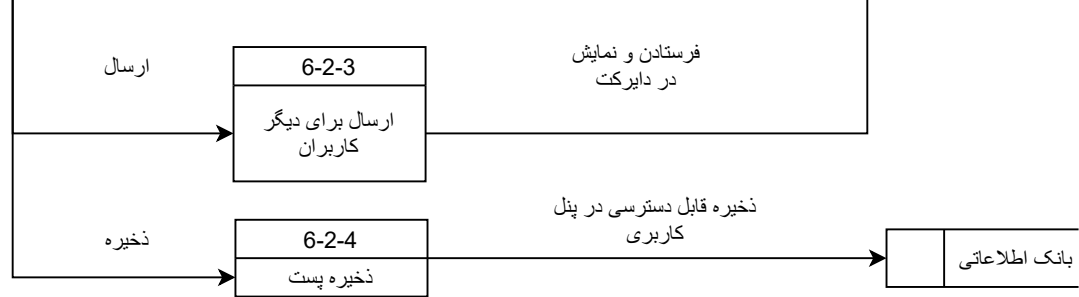 ارسال
6-2-3
ارسال برای دیگر
کاربران
فرستادن و نمایش
در دایرکت
ذخیره
6-2-4
ذخیره پست
ذخیره قابل دسترسی در پنل
کاربری
بانک اطلاعاتی